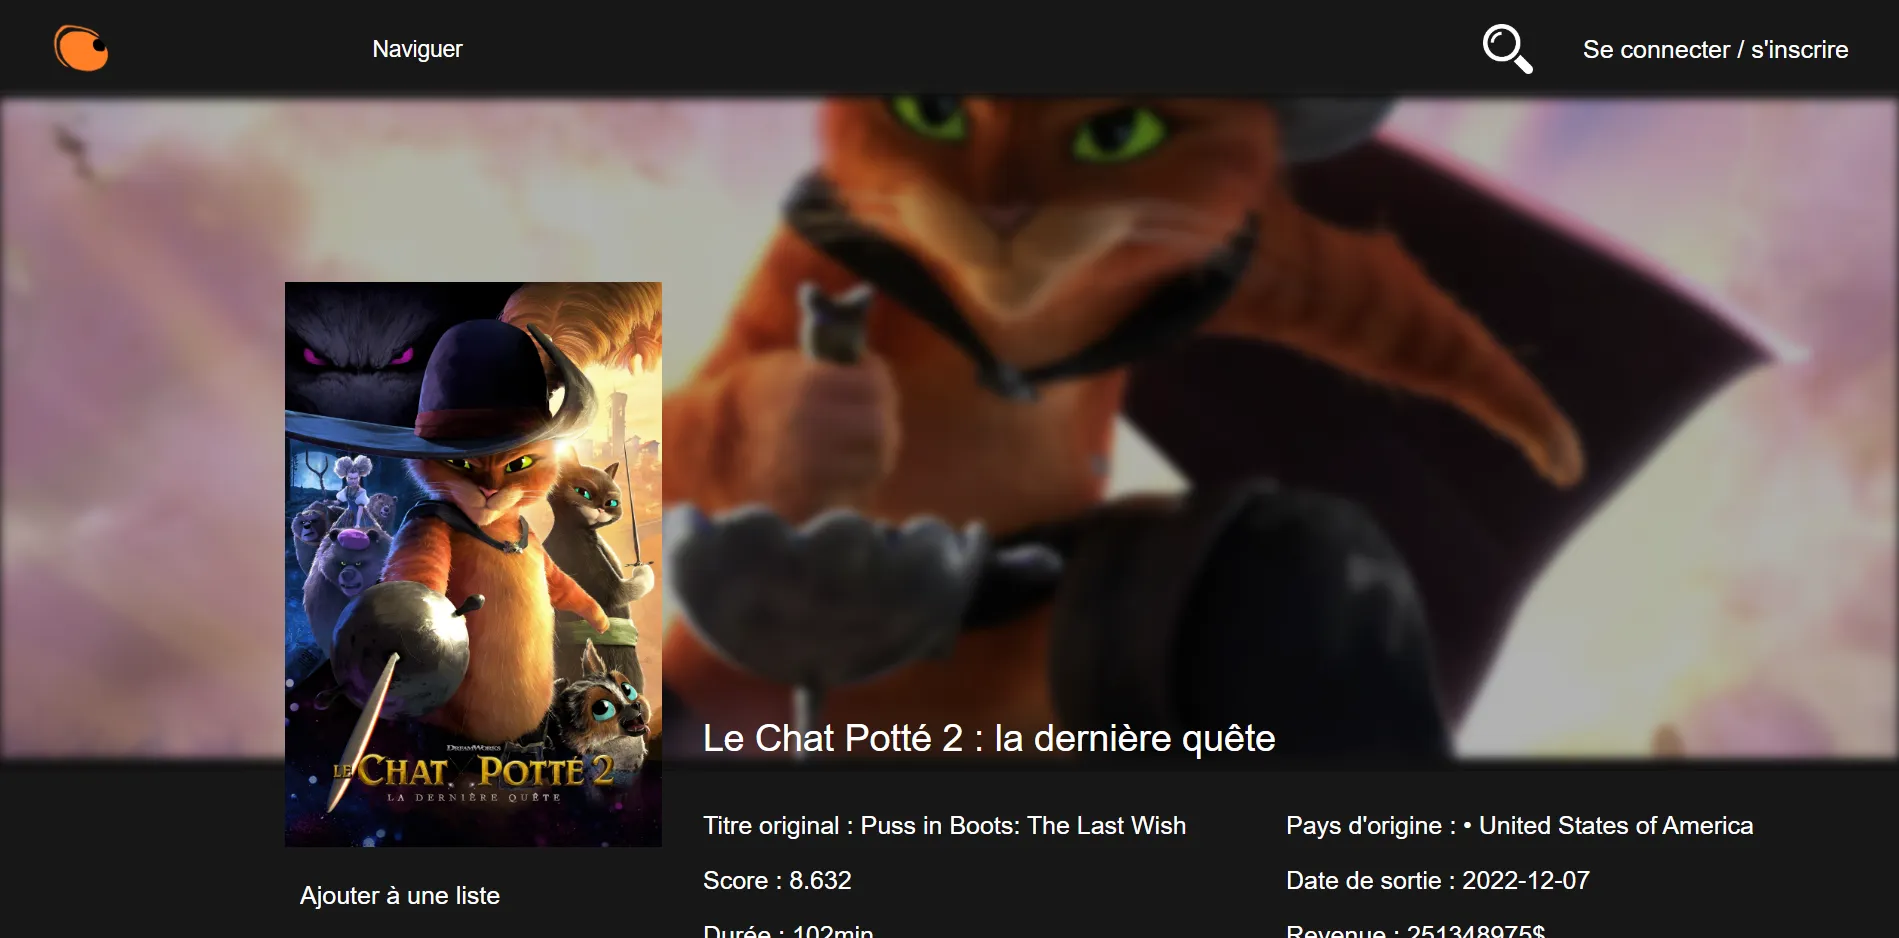 Naviguer
Se connecter / s'inscrire
DREAMWORKS
LE CHAT POTTÉ 2
LA DERNIÈRE QUÊTE
Le Chat Potté 2 : la dernière quête
Titre original : Puss in Boots: The Last Wish
Pays d'origine : • United States of America
Score : 8.632
Date de sortie : 2022-12-07
Ajouter à une liste
Durée : 102min
Revenue : 251348975$